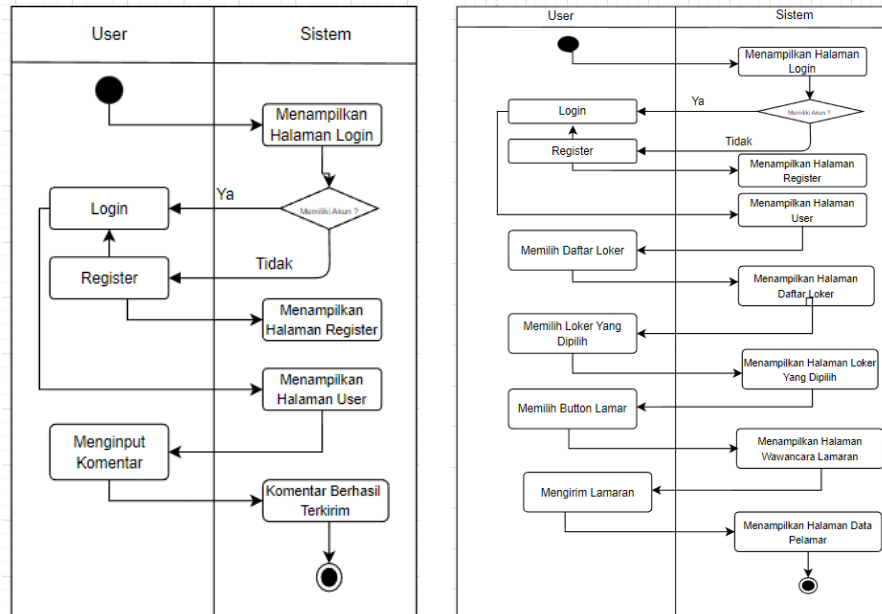 User
Sistem
Menampilkan
Halaman Login
Memiliki Akun ?
Ya
Login
Tidak
Register
Menampilkan
Halaman Register
Menampilkan
Halaman User
Menginput
Komentar
Komentar Berhasil
Terkirim
User
Sistem
Menampilkan Halaman
Login
Memiliki Akun ?
Ya
Login
Tidak
Register
Menampilkan Halaman
Register
Menampilkan Halaman
User
Memilih Daftar Loker
Menampilkan Halaman
Daftar Loker
Memilih Loker Yang
Dipilih
Menampilkan Halaman Loker
Yang Dipilih
Memilih Button Lamar
Menampilkan Halaman
Wawancara Lamaran
Mengirim Lamaran
Menampilkan Halaman Data
Pelamar